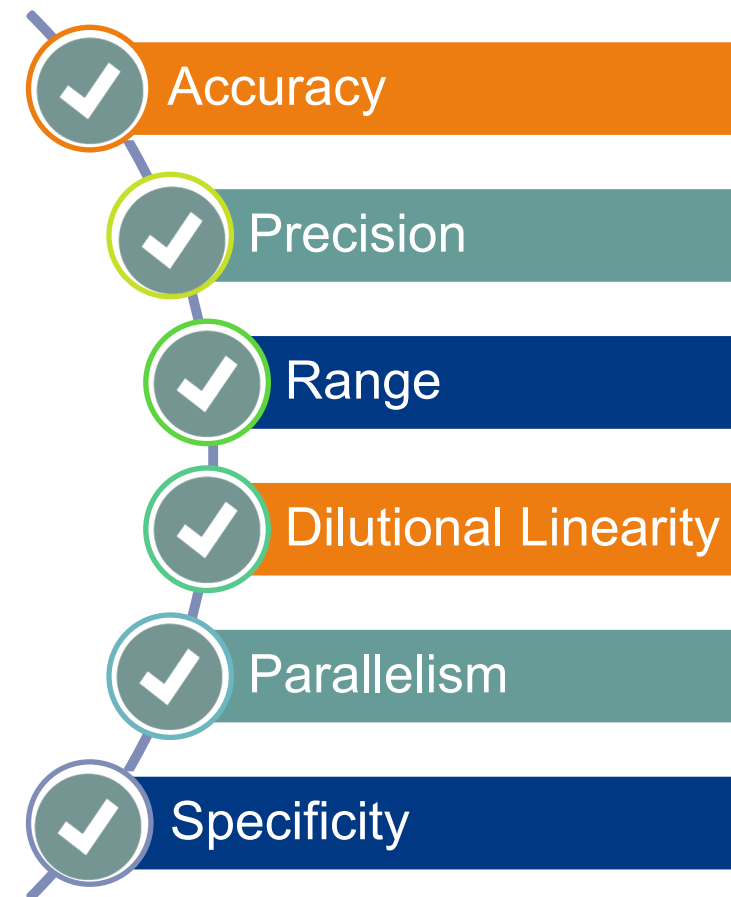 Accuracy
Precision
Range
Dilutional Linearity
Parallelism
Specificity